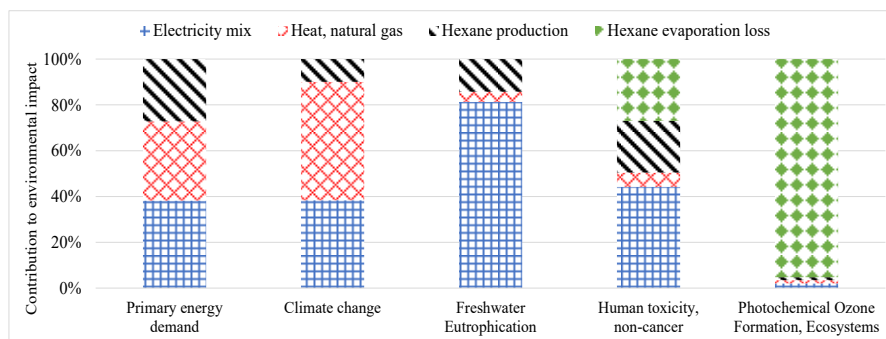 Electricity mix Heat, natural gas Hexane production Hexane evaporation loss
Contribution to environmental impact
100%
80%
60%
40%
20%
0%
Primary energy
demand
Climate change
Freshwater
Eutrophication
Human toxicity,
non-cancer
Photochemical Ozone
Formation, Ecosystems